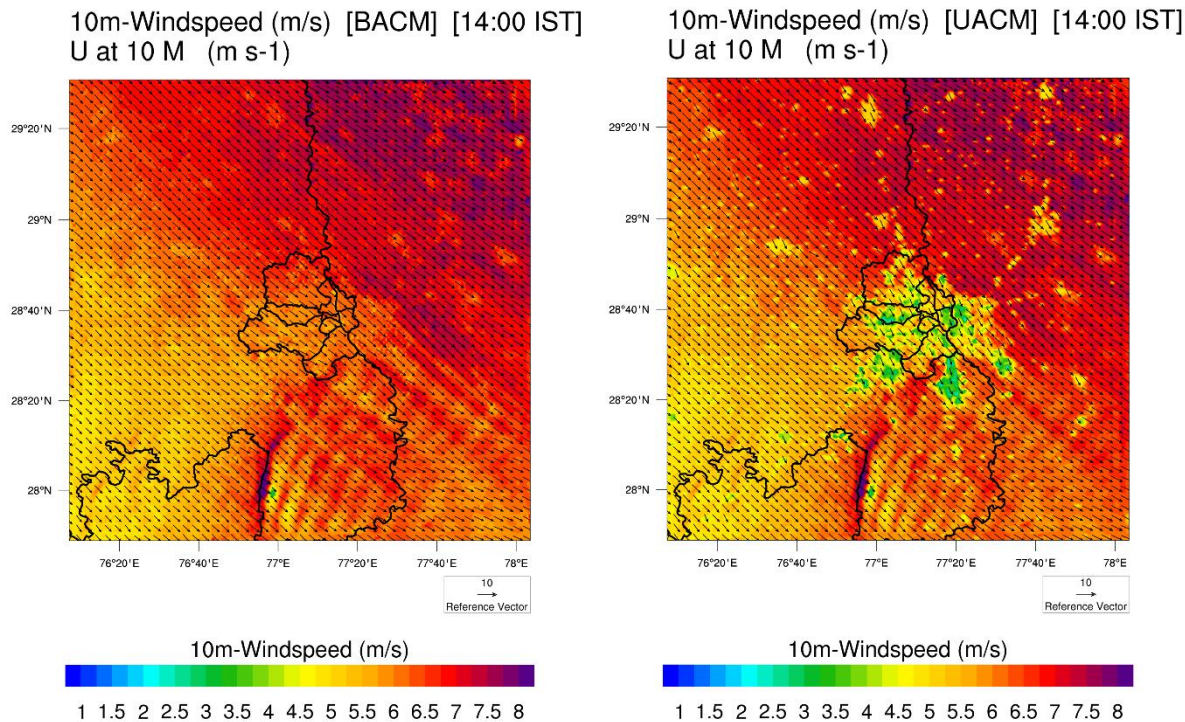 10m-Windspeed (m/s) [BACM] [14:00 IST]
U at 10 M (m s-1)
29°20'N
29°N
28°40'N
28°20'N
28°N
76°20'E 76°40'E 77°E 77°20'E 77°40'E 78°E
10
Reference Vector
10m-Windspeed (m/s)
1 1.5 2 2.5 3 3.5 4 4.5 5 5.5 6 6.5 7 7.5 8
10m-Windspeed (m/s) [UACM] [14:00 IST]
U at 10 M (m s-1)
29°20'N
29°N
28°40'N
28°20'N
28°N
76°20'E 76°40'E 77°E 77°20'E 77°40'E 78°E
10
Reference Vector
10m-Windspeed (m/s)
1 1.5 2 2.5 3 3.5 4 4.5 5 5.5 6 6.5 7 7.5 8